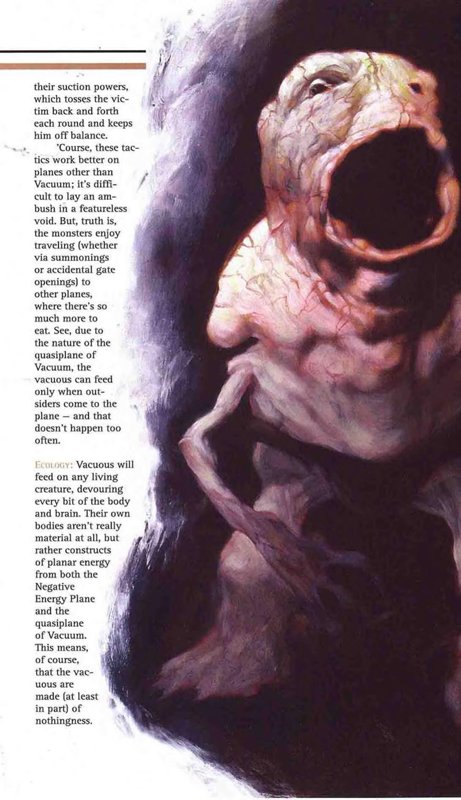 their suction powers,
which tosses the vic-
tim back and forth
each round and keeps
him off balance.
'Course, these tac-
tics work better on
planes other than
Vacuum; it's diffi-
cult to lay an am-
bush in a featureless
void. But, truth is,
the monsters enjoy
traveling (whether
via summonings
or accidental gate
openings) to
other planes,
where there's so
much more to
eat. See, due to
the nature of the
quasiplane of
Vacuum, the
vacuous can feed
only when out-
siders come to the
plane — and that
doesn't happen too
often.
ECOLOGY: Vacuous will
feed on any living
creature, devouring
every bit of the body
and brain. Their own
bodies aren't really
material at all, but
rather constructs
of planar energy
from both the
Negative
Energy Plane
and the
quasiplane
of Vacuum.
This means,
of course,
that the vac-
uous are
made (at least
in part) of
nothingness.